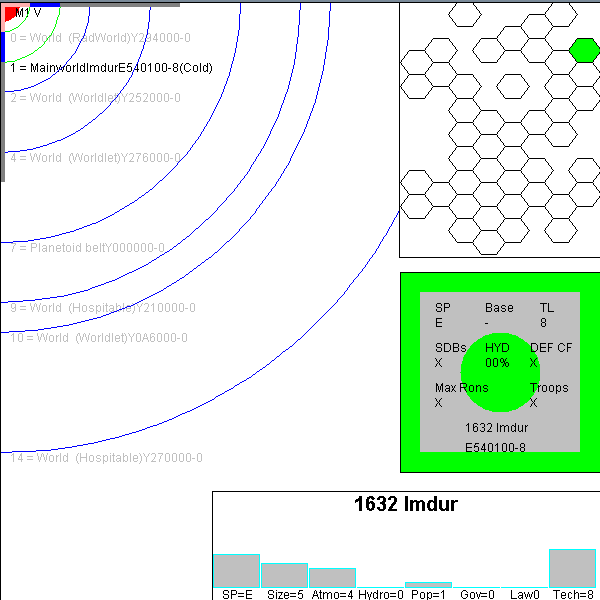 M1 V
0 = World (RadWorld)Y294000-0
1 = MainworldImdurE540100-8(Cold)
2 = World (Worldlet)Y252000-0
4 = World (Worldlet)Y276000-0
7 = Planetoid beltY000000-0
9 = World (Hospitable)Y210000-0
10 = World (Worldlet)Y0A6000-0
14 = World (Hospitable)Y270000-0
SP Base TL
E - 8
SDBs HYD DEF CF
X 00% X
Max Rons Troops
X X
1632 Imdur
E540100-8
1632 Imdur
SP=E Size=5 Atmo=4 Hydro=0 Pop=1 Gov=0 Law0 Tech=8